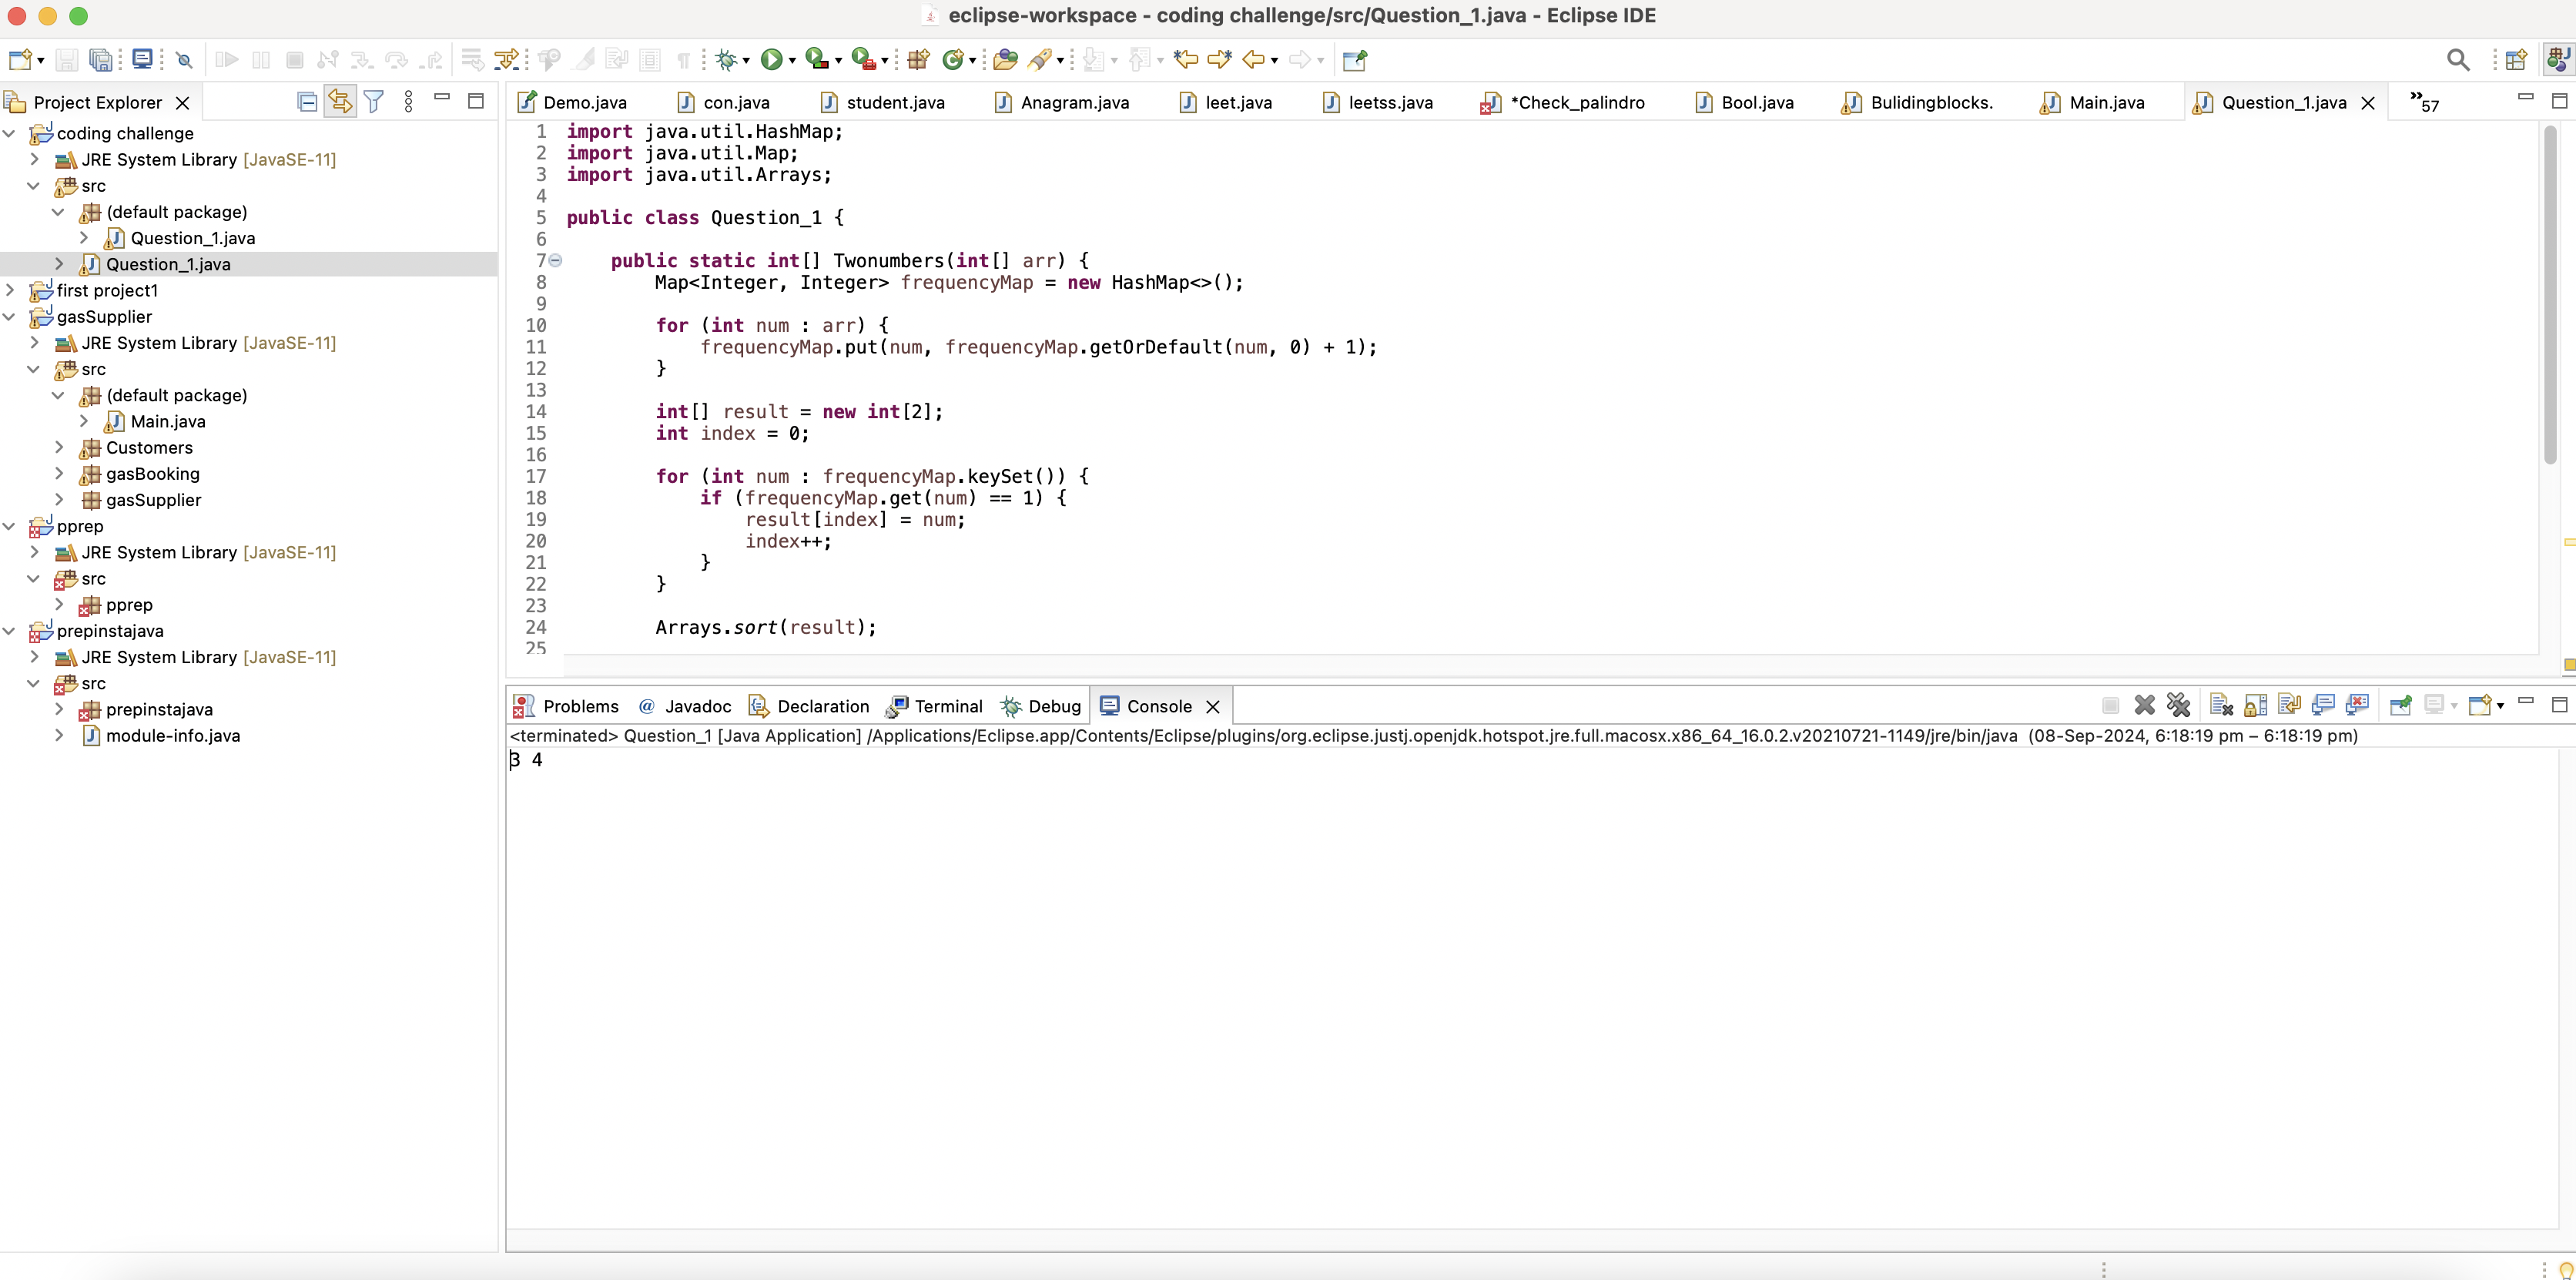 eclipse-workspace - coding challenge/src/Question_1.java - Eclipse IDE
Project Explorer
coding challenge
JRE System Library [JavaSE-11]
src
(default package)
Question_1.java
Question_1.java
first project1
gasSupplier
JRE System Library [JavaSE-11]
src
(default package)
Main.java
Customers
gasBooking
gasSupplier
pprep
JRE System Library [JavaSE-11]
src
pprep
prepinstajava
JRE System Library [JavaSE-11]
src
prepinstajava
module-info.java
Demo.java con.java student.java Anagram.java leet.java leetss.java *Check_palindro Bool.java Bulidingblocks. Main.java Question_1.java »57
1 import java.util.HashMap;
2 import java.util.Map;
3 import java.util.Arrays;
4
5 public class Question_1 {
6
7 public static int[] Twonumbers(int[] arr) {
8 Map<Integer, Integer> frequencyMap = new HashMap<>();
9
10 for (int num : arr) {
11 frequencyMap.put(num, frequencyMap.getOrDefault(num, 0) + 1);
12 }
13
14 int[] result = new int[2];
15 int index = 0;
16
17 for (int num : frequencyMap.keySet()) {
18 if (frequencyMap.get(num) == 1) {
19 result[index] = num;
20 index++;
21 }
22 }
23
24 Arrays.sort(result);
25
Problems @ Javadoc Declaration Terminal Debug Console
<terminated> Question_1 [Java Application] /Applications/Eclipse.app/Contents/Eclipse/plugins/org.eclipse.justj.openjdk.hotspot.jre.full.macosx.x86_64_16.0.2.v20210721-1149/jre/bin/java (08-Sep-2024, 6:18:19 pm – 6:18:19 pm)
3 4